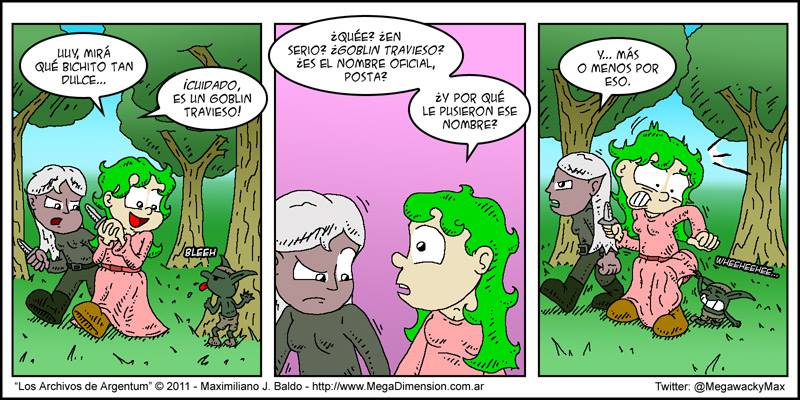 UUY, MIRÁ
QUÉ BICHITO TAN
DULCE...
¡CUIDADO,
ES UN GOBLIN
TRAVIESO!
BLEEH
¿QUÉE? ¿EN
SERIO? ¿GOBLIN TRAVIESO?
¿ES EL NOMBRE OFICIAL,
POSTA?
¿Y POR QUÉ
LE PUSIERON ESE
NOMBRE?
Y... MÁS
O MENOS POR
ESO.
WHEEHEEHEE...
"Los Archivos de Argentum" © 2011 - Maximiliano J. Baldo - http://www.MegaDimension.com.ar
Twitter: @MegawackyMax